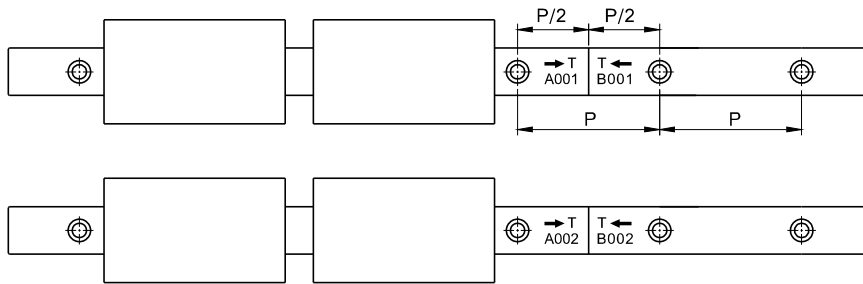 P/2 P/2
→T T←
A001 B001
P P
→T T←
A002 B002